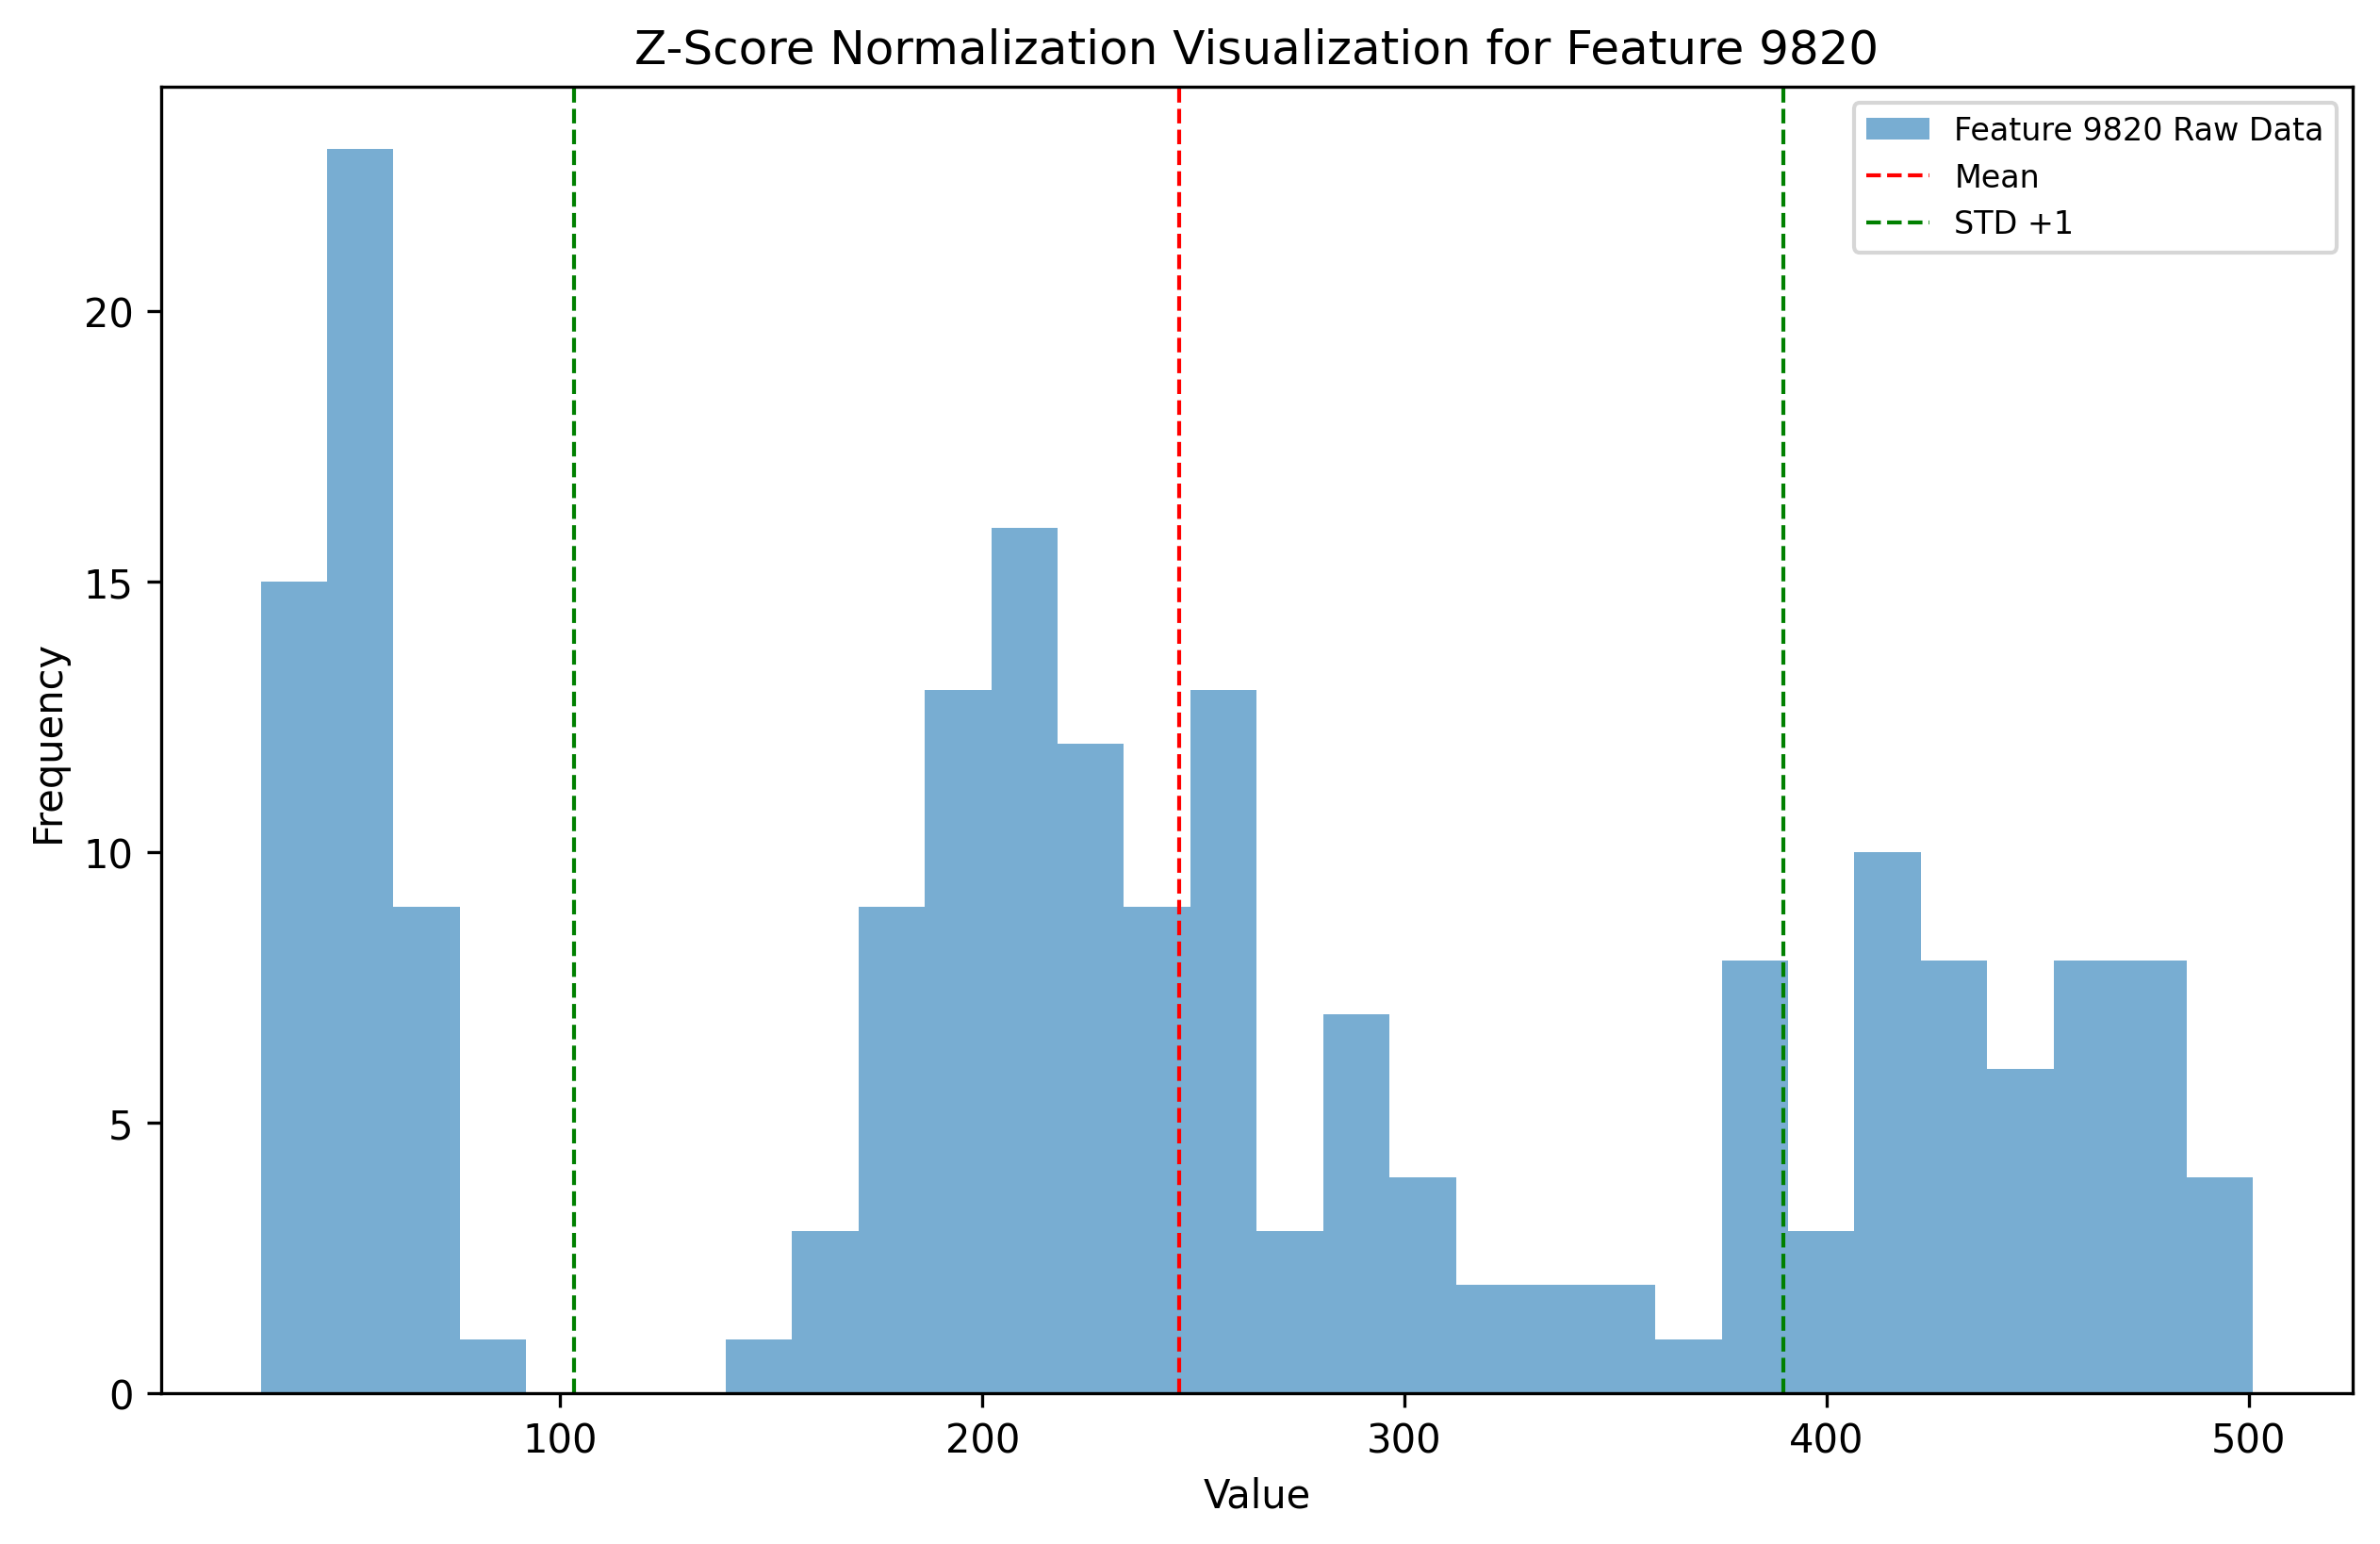 Z-Score Normalization Visualization for Feature 9820
Feature 9820 Raw Data
Mean
STD +1
Frequency
20
15
10
5
0
100 200 300 400 500
Value